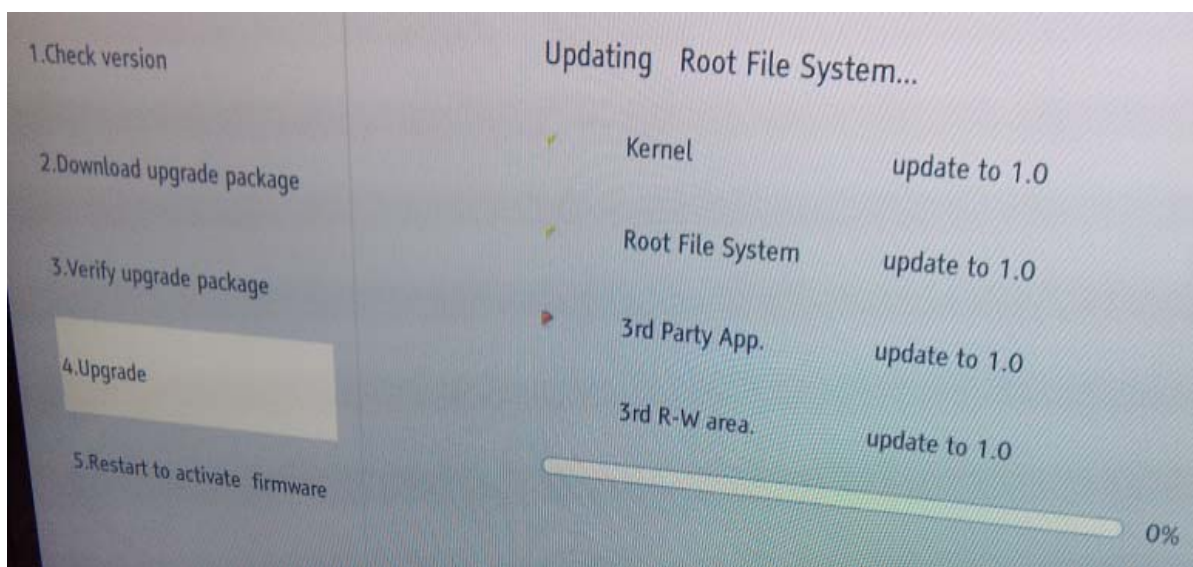 1.Check version
2.Download upgrade package
3.Verify upgrade package
4.Upgrade
5.Restart to activate firmware
Updating Root File System...
Kernel update to 1.0
Root File System update to 1.0
3rd Party App. update to 1.0
3rd R-W area. update to 1.0
0%